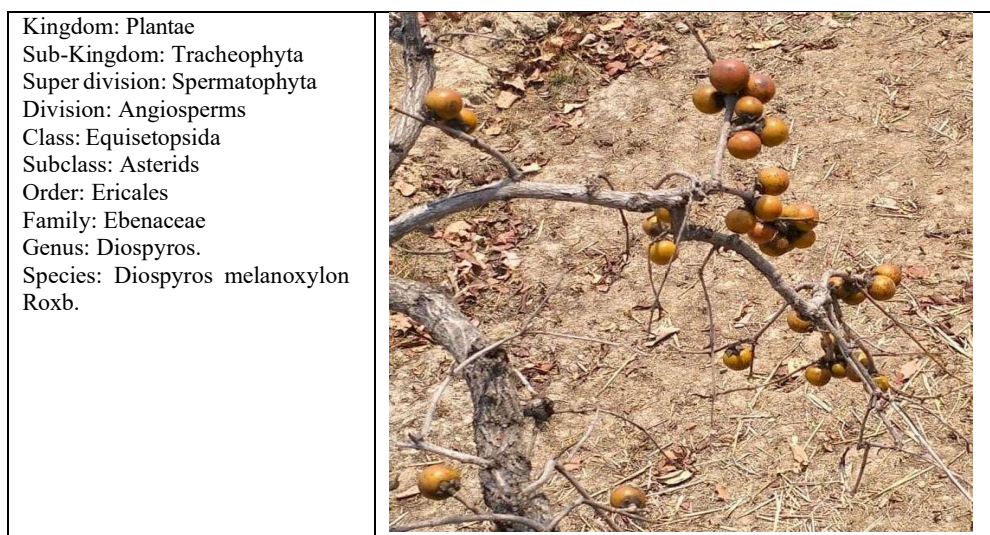 Kingdom: Plantae
Sub-Kingdom: Tracheophyta
Super division: Spermatophyta
Division: Angiosperms
Class: Equisetopsida
Subclass: Asterids
Order: Ericales
Family: Ebenaceae
Genus: Diospyros.
Species: Diospyros melanoxylon
Roxb.